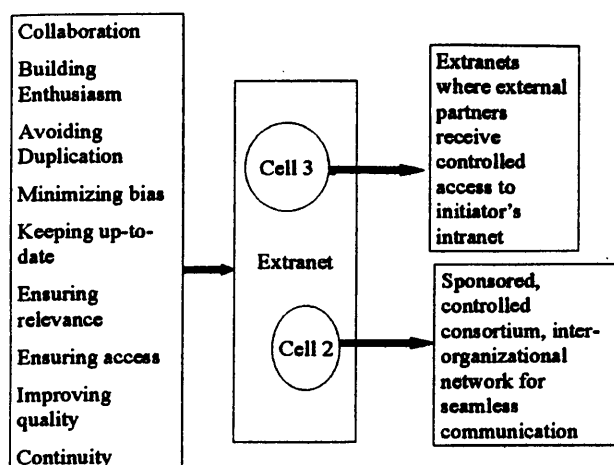 Collaboration
Building
Enthusiasm
Avoiding
Duplication
Minimizing bias
Keeping up-to-
date
Ensuring
relevance
Ensuring access
Improving
quality
Continuity
Cell 3
Extranet
Cell 2
Extranets
where external
partners
receive
controlled
access to
initiator's
intranet
Sponsored,
controlled
consortium, inter-
organizational
network for
seamless
communication